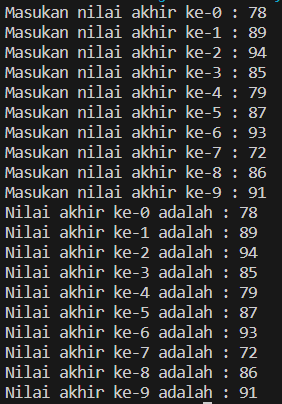 Masukan nilai akhir ke-0 : 78
Masukan nilai akhir ke-1 : 89
Masukan nilai akhir ke-2 : 94
Masukan nilai akhir ke-3 : 85
Masukan nilai akhir ke-4 : 79
Masukan nilai akhir ke-5 : 87
Masukan nilai akhir ke-6 : 93
Masukan nilai akhir ke-7 : 72
Masukan nilai akhir ke-8 : 86
Masukan nilai akhir ke-9 : 91
Nilai akhir ke-0 adalah : 78
Nilai akhir ke-1 adalah : 89
Nilai akhir ke-2 adalah : 94
Nilai akhir ke-3 adalah : 85
Nilai akhir ke-4 adalah : 79
Nilai akhir ke-5 adalah : 87
Nilai akhir ke-6 adalah : 93
Nilai akhir ke-7 adalah : 72
Nilai akhir ke-8 adalah : 86
Nilai akhir ke-9 adalah : 91